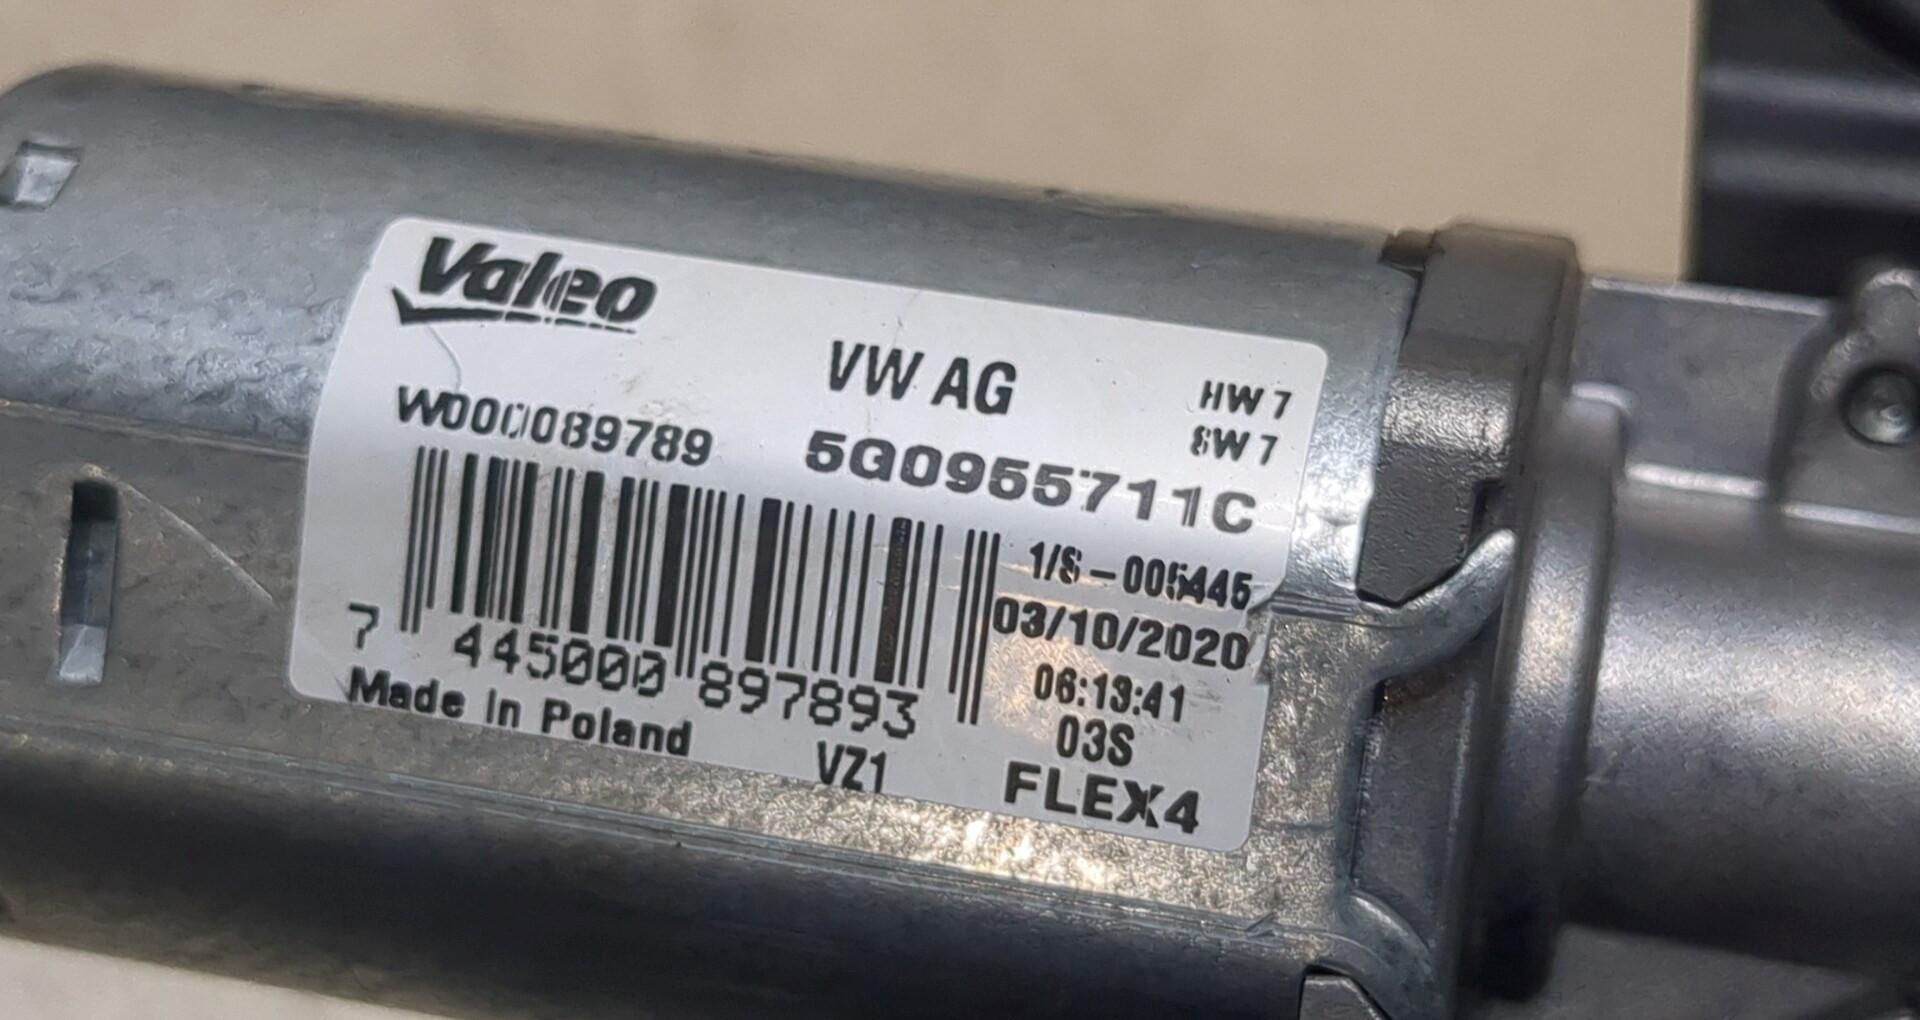 Valeo
VW AG
HW 7
SW 7
W000089789
5G0955711C
1/S - 005445
03/10/2020
06:13:41
03S
7 445000 897893
Made in Poland
VZ1
FLEX4